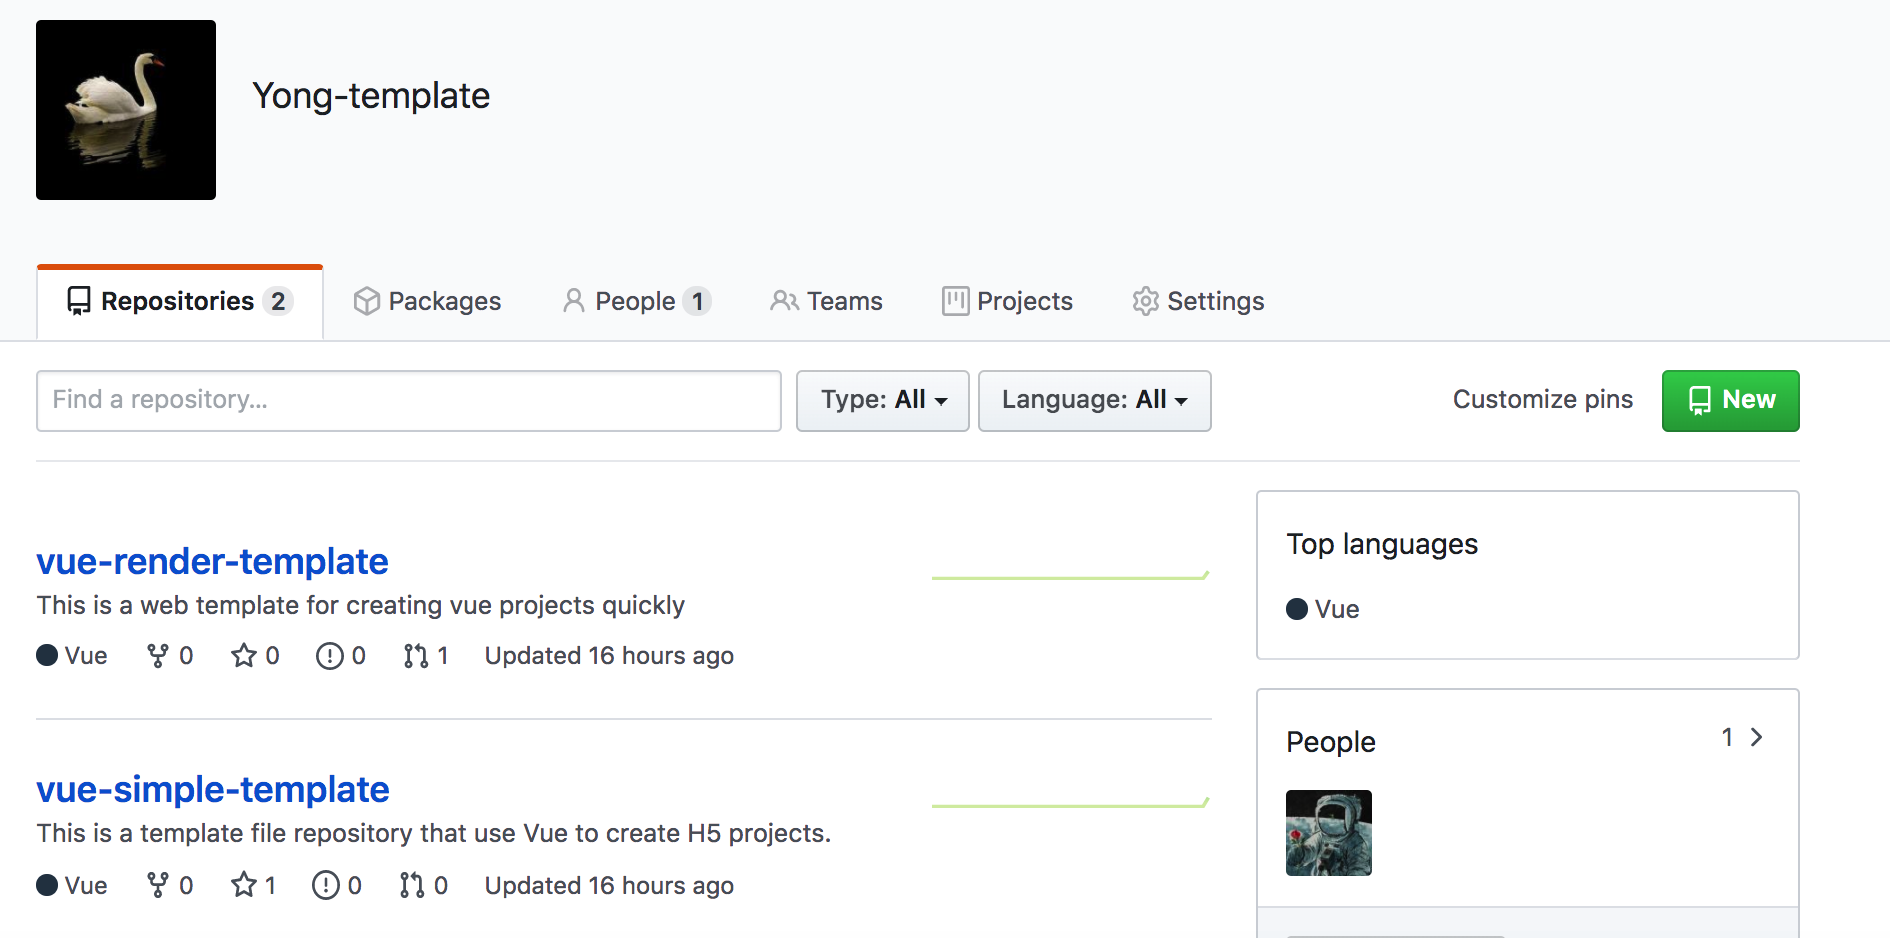 Yong-template
Repositories 2 Packages People 1 Teams Projects Settings
Find a repository... Type: All Language: All Customize pins New
vue-render-template
This is a web template for creating vue projects quickly
Vue 0 0 0 1 Updated 16 hours ago
vue-simple-template
This is a template file repository that use Vue to create H5 projects.
Vue 0 1 0 0 Updated 16 hours ago
Top languages
Vue
People 1